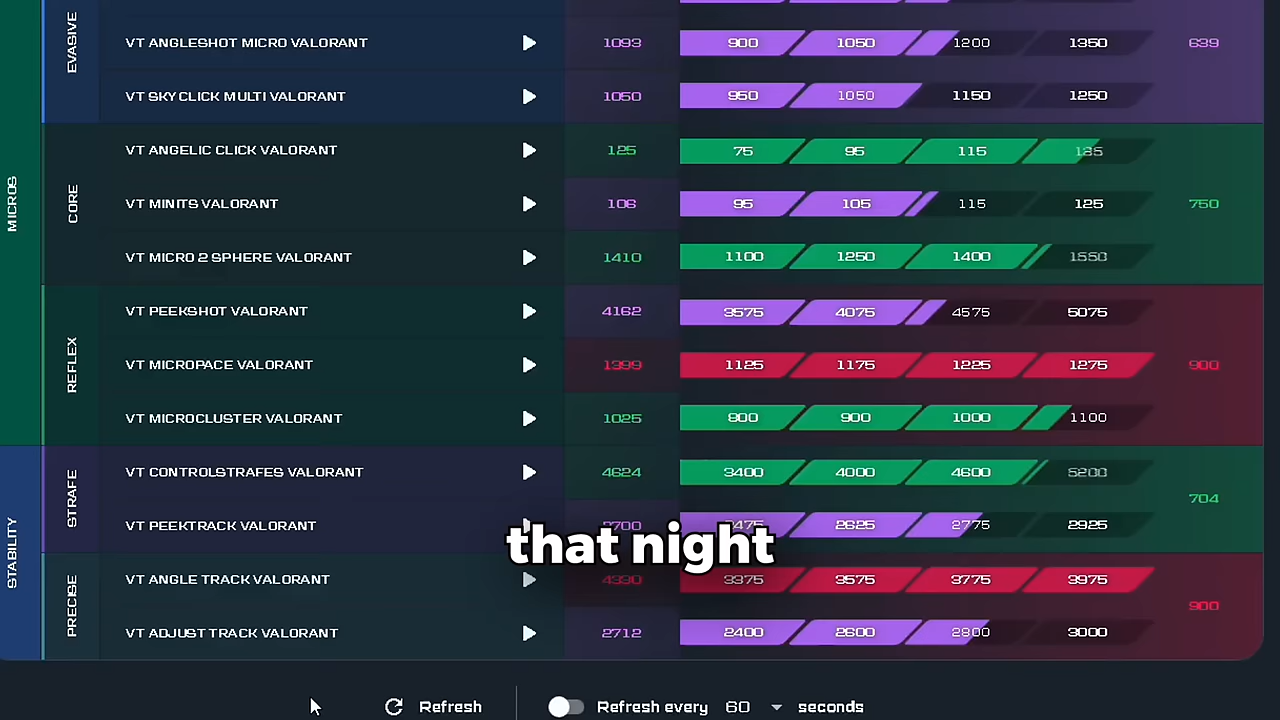 MICROS
EVASIVE
VT ANGLESHOT MICRO VALORANT 1093 900 1050 1200 1350 639
VT SKYCLICK MULTI VALORANT 1050 950 1050 1150 1250
CORE
VT ANGELIC CLICK VALORANT 125 75 95 115 135
VT MINITS VALORANT 106 95 105 115 125 750
VT MICRO 2 SPHERE VALORANT 1410 1100 1250 1400 1550
REFLEX
VT PEEKSHOT VALORANT 4162 3575 4075 4575 5075
VT MICROPACE VALORANT 1399 1125 1175 1225 1275 900
VT MICROCLUSTER VALORANT 1025 800 900 1000 1100
STABILITY
STRAFE
VT CONTROLSTRAFES VALORANT 4624 3400 4000 4600 5200
704
VT PEEKTRACK VALORANT 2700 2475 2625 2775 2925
that night
PRECISE
VT ANGLE TRACK VALORANT 4330 3375 3575 3775 3975
900
VT ADJUST TRACK VALORANT 2712 2400 2600 2800 3000
Refresh Refresh every 60 seconds